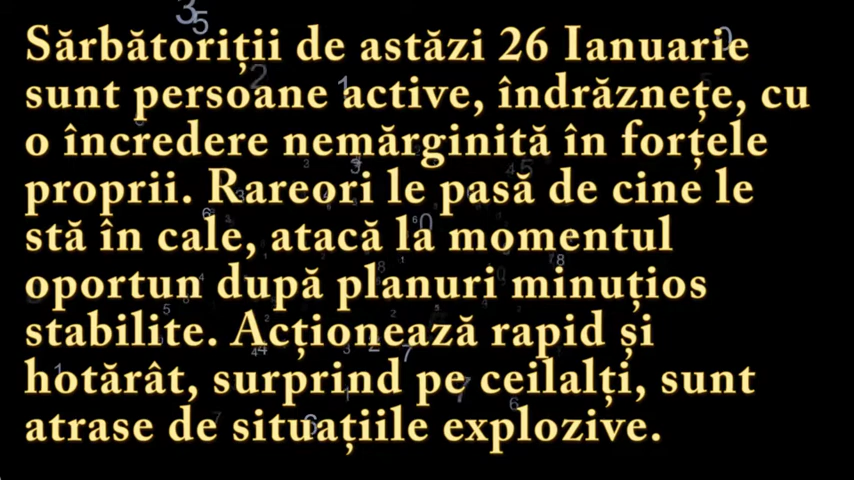 Sărbătoriții de astăzi 26 Ianuarie
sunt persoane active, îndrăznețe, cu
o încredere nemărginită în forțele
proprii. Rareori le pasă de cine le
stă în cale, atacă la momentul
oportun după planuri minuțios
stabilite. Acționează rapid și
hotărât, surprind pe ceilalți, sunt
atrase de situațiile explozive.